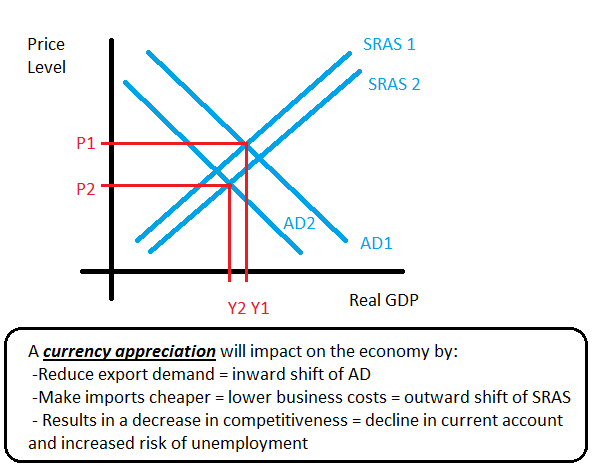 Price
Level
SRAS 1
SRAS 2
P1
P2
AD2
AD1
Y2 Y1
Real GDP
A currency appreciation will impact on the economy by:
-Reduce export demand = inward shift of AD
-Make imports cheaper = lower business costs = outward shift of SRAS
- Results in a decrease in competitiveness = decline in current account
and increased risk of unemployment